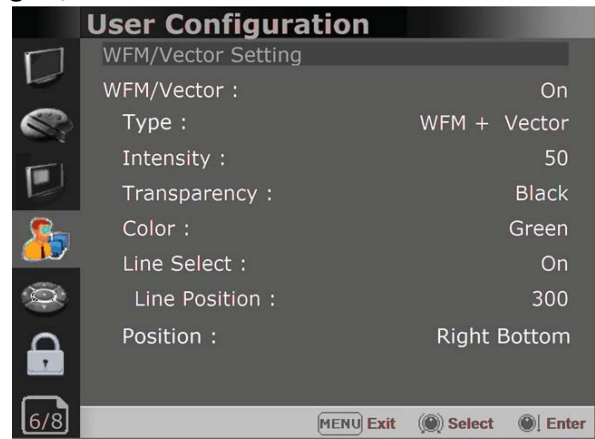 User Configuration
WFM/Vector Setting
WFM/Vector : On
Type : WFM + Vector
Intensity : 50
Transparency : Black
Color : Green
Line Select : On
Line Position : 300
Position : Right Bottom
6/8 MENU Exit Select Enter